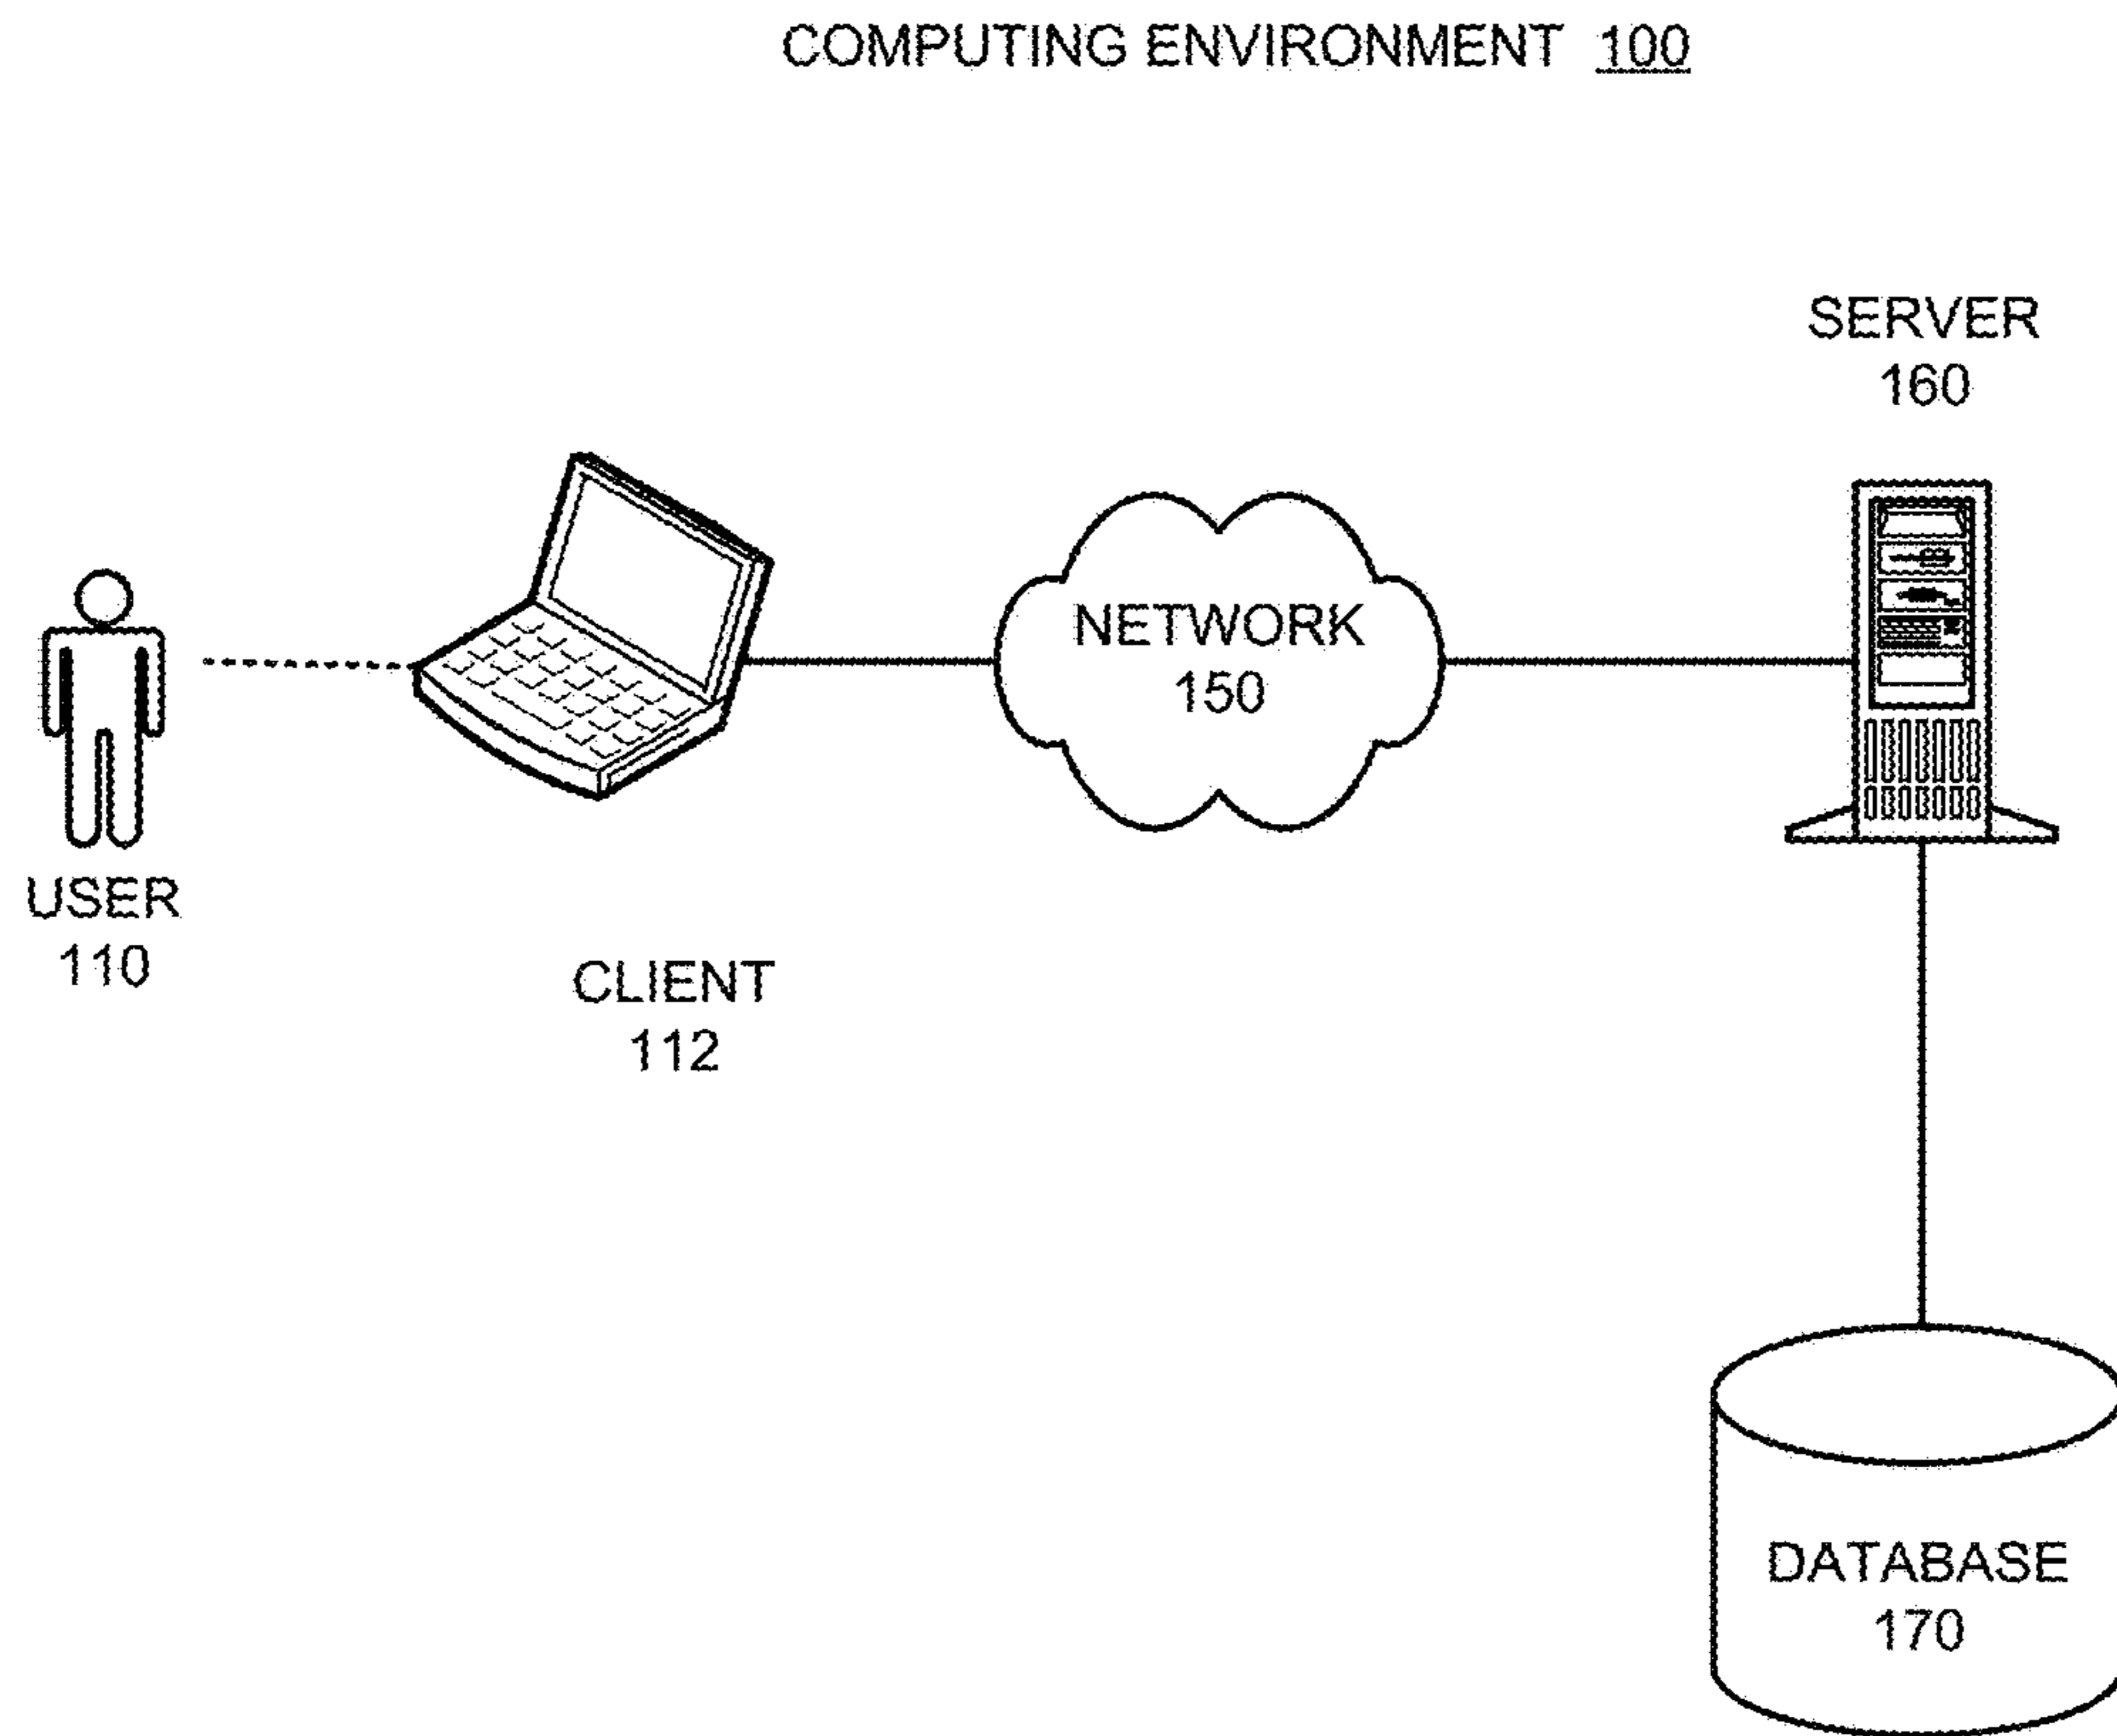 COMPUTING ENVIRONMENT 100
SERVER
160
NETWORK
150
USER
110
CLIENT
112
DATABASE
170